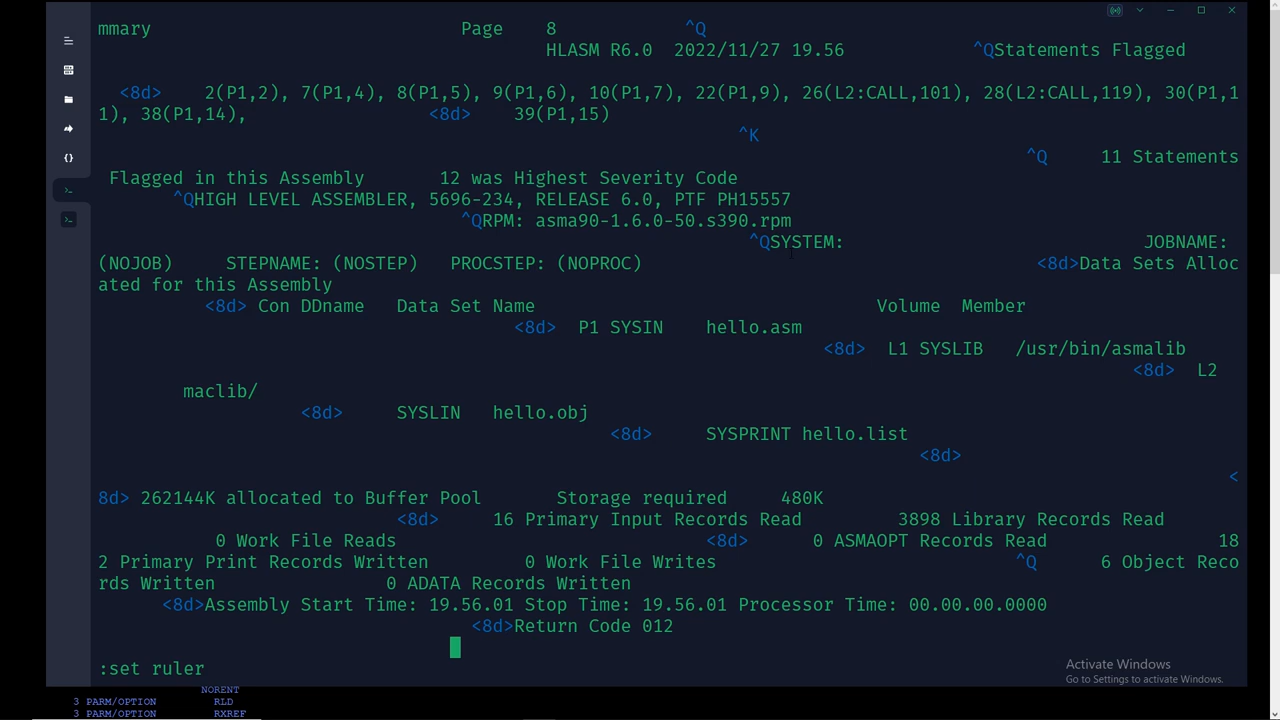 mmary Page 8 ^Q
HLASM R6.0 2022/11/27 19.56 ^QStatements Flagged
<8d> 2(P1,2), 7(P1,4), 8(P1,5), 9(P1,6), 10(P1,7), 22(P1,9), 26(L2:CALL,101), 28(L2:CALL,119), 30(P1,1
1), 38(P1,14), <8d> 39(P1,15)
^K
^Q 11 Statements
Flagged in this Assembly 12 was Highest Severity Code
^QHIGH LEVEL ASSEMBLER, 5696-234, RELEASE 6.0, PTF PH15557
^QRPM: asma90-1.6.0-50.s390.rpm
^QSYSTEM: JOBNAME:
(NOJOB) STEPNAME: (NOSTEP) PROCSTEP: (NOPROC) <8d>Data Sets Alloc
ated for this Assembly
<8d> Con DDname Data Set Name Volume Member
<8d> P1 SYSIN hello.asm
<8d> L1 SYSLIB /usr/bin/asmalib
<8d> L2
maclib/
<8d> SYSLIN hello.obj
<8d> SYSPRINT hello.list
<8d>
<
8d> 262144K allocated to Buffer Pool Storage required 480K
<8d> 16 Primary Input Records Read 3898 Library Records Read
0 Work File Reads <8d> 0 ASMAOPT Records Read 18
2 Primary Print Records Written 0 Work File Writes ^Q 6 Object Reco
rds Written 0 ADATA Records Written
<8d>Assembly Start Time: 19.56.01 Stop Time: 19.56.01 Processor Time: 00.00.00.0000
<8d>Return Code 012
:set ruler
Activate Windows
Go to Settings to activate Windows.
NORENT
3 PARM/OPTION RLD
3 PARM/OPTION RXREF